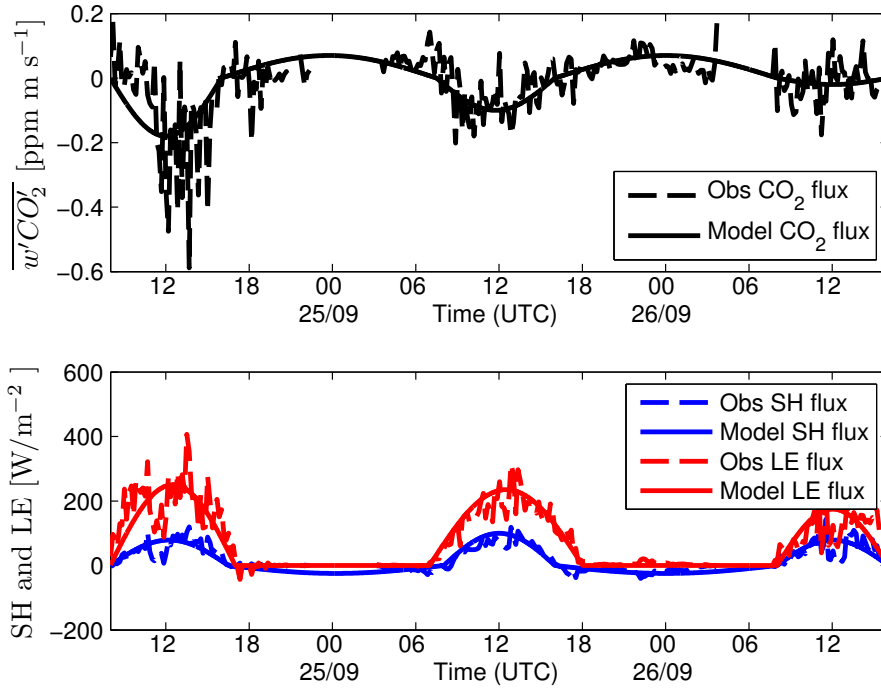 0.2
0
−0.2
−0.4
−0.6
w′CO₂′ [ppm m s⁻¹]
Obs CO₂ flux
Model CO₂ flux
12 18 00 06 12 18 00 06 12
25/09 Time (UTC) 26/09
600
400
200
0
−200
SH and LE [W/m⁻²]
Obs SH flux
Model SH flux
Obs LE flux
Model LE flux
12 18 00 06 12 18 00 06 12
25/09 Time (UTC) 26/09